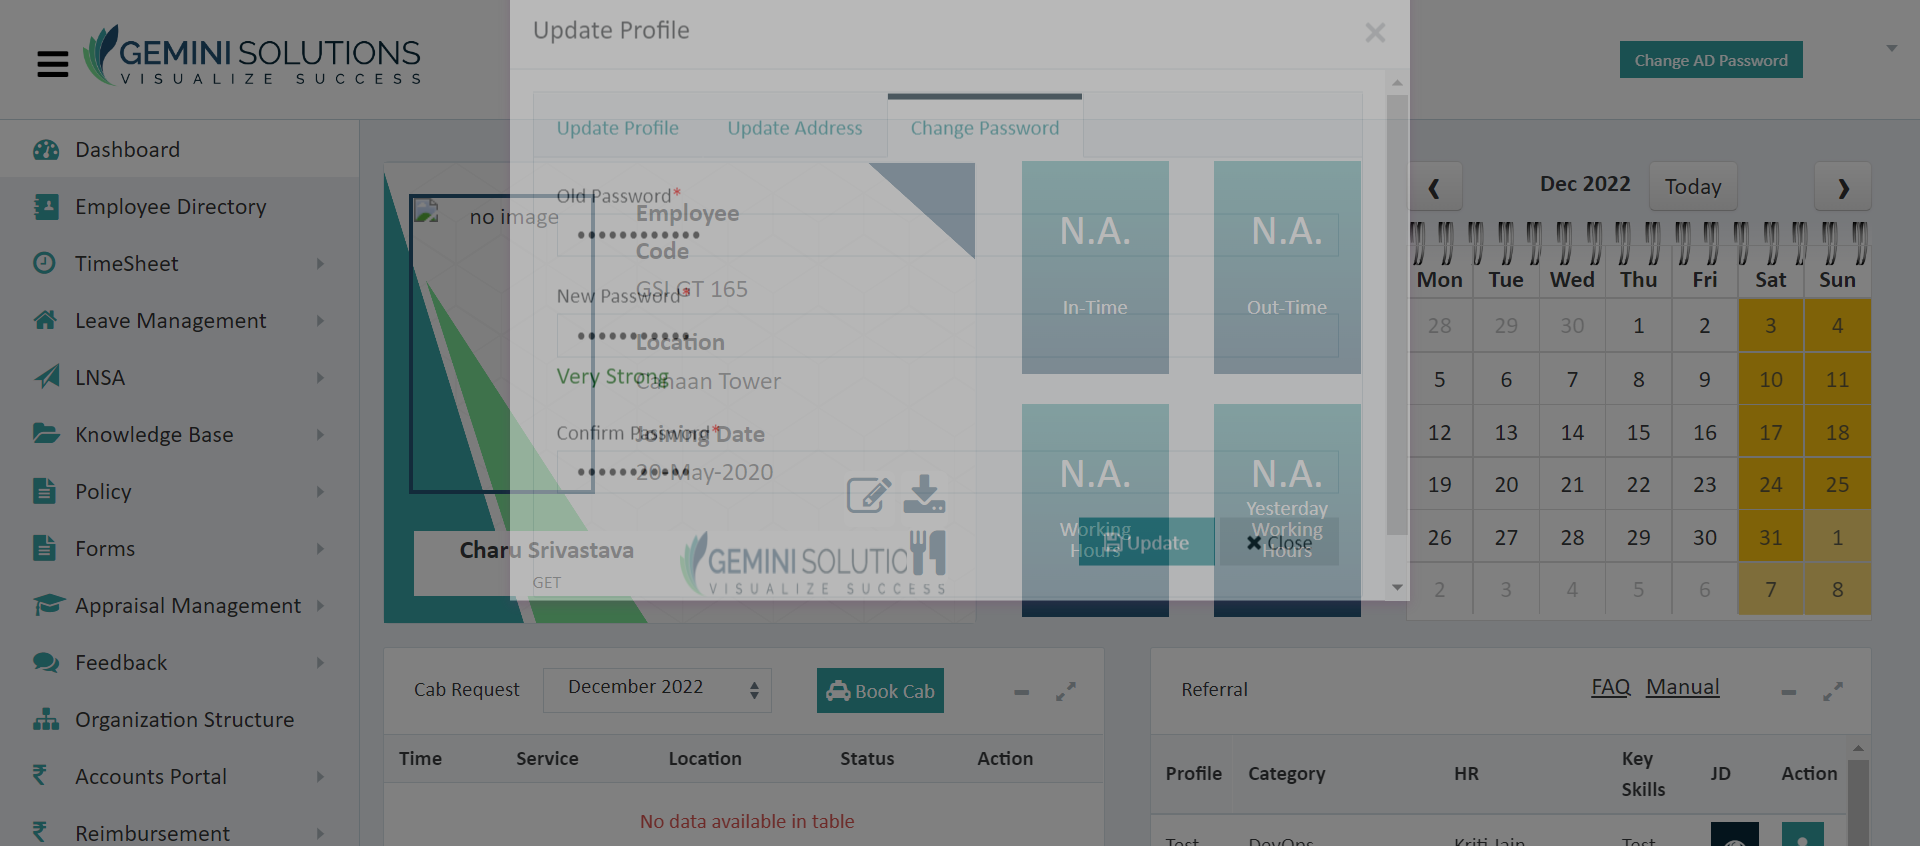 GEMINI SOLUTIONS
VISUALIZE SUCCESS
Change AD Password
Dashboard
Employee Directory
TimeSheet
Leave Management
LNSA
Knowledge Base
Policy
Forms
Appraisal Management
Feedback
Organization Structure
Accounts Portal
Reimbursement
Update Profile
Update Profile Update Address Change Password
Old Password*
New Password*
Very Strong
Confirm Password*
Update Close
no image
Employee
Code
GSI GT 165
Location
Canaan Tower
Joining Date
20-May-2020
Charu Srivastava
GET
GEMINI SOLUTIO
VISUALIZE SUCCESS
N.A.
In-Time
N.A.
Out-Time
N.A.
Working
Hours
N.A.
Yesterday
Working
Hours
Dec 2022 Today
Mon Tue Wed Thu Fri Sat Sun
28 29 30 1 2 3 4
5 6 7 8 9 10 11
12 13 14 15 16 17 18
19 20 21 22 23 24 25
26 27 28 29 30 31 1
2 3 4 5 6 7 8
Cab Request December 2022 Book Cab
Time Service Location Status Action
No data available in table
Referral FAQ Manual
Profile Category HR Key Skills JD Action
Test DevOps Kriti Jain Test